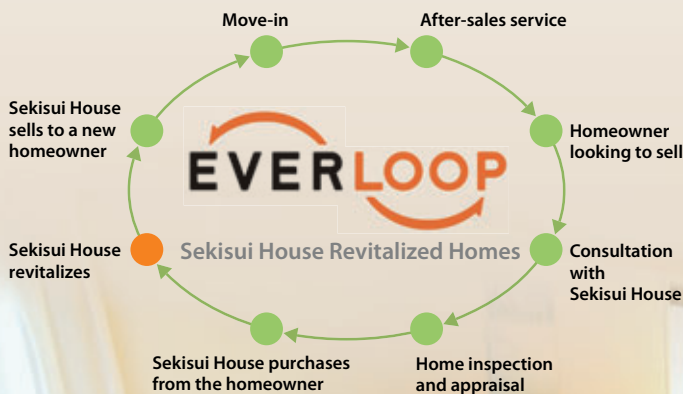 Move-in
After-sales service
Sekisui House
sells to a new
homeowner
Homeowner
looking to sell
EVERLOOP
Sekisui House Revitalized Homes
Sekisui House
revitalizes
Consultation
with
Sekisui House
Sekisui House purchases
from the homeowner
Home inspection
and appraisal